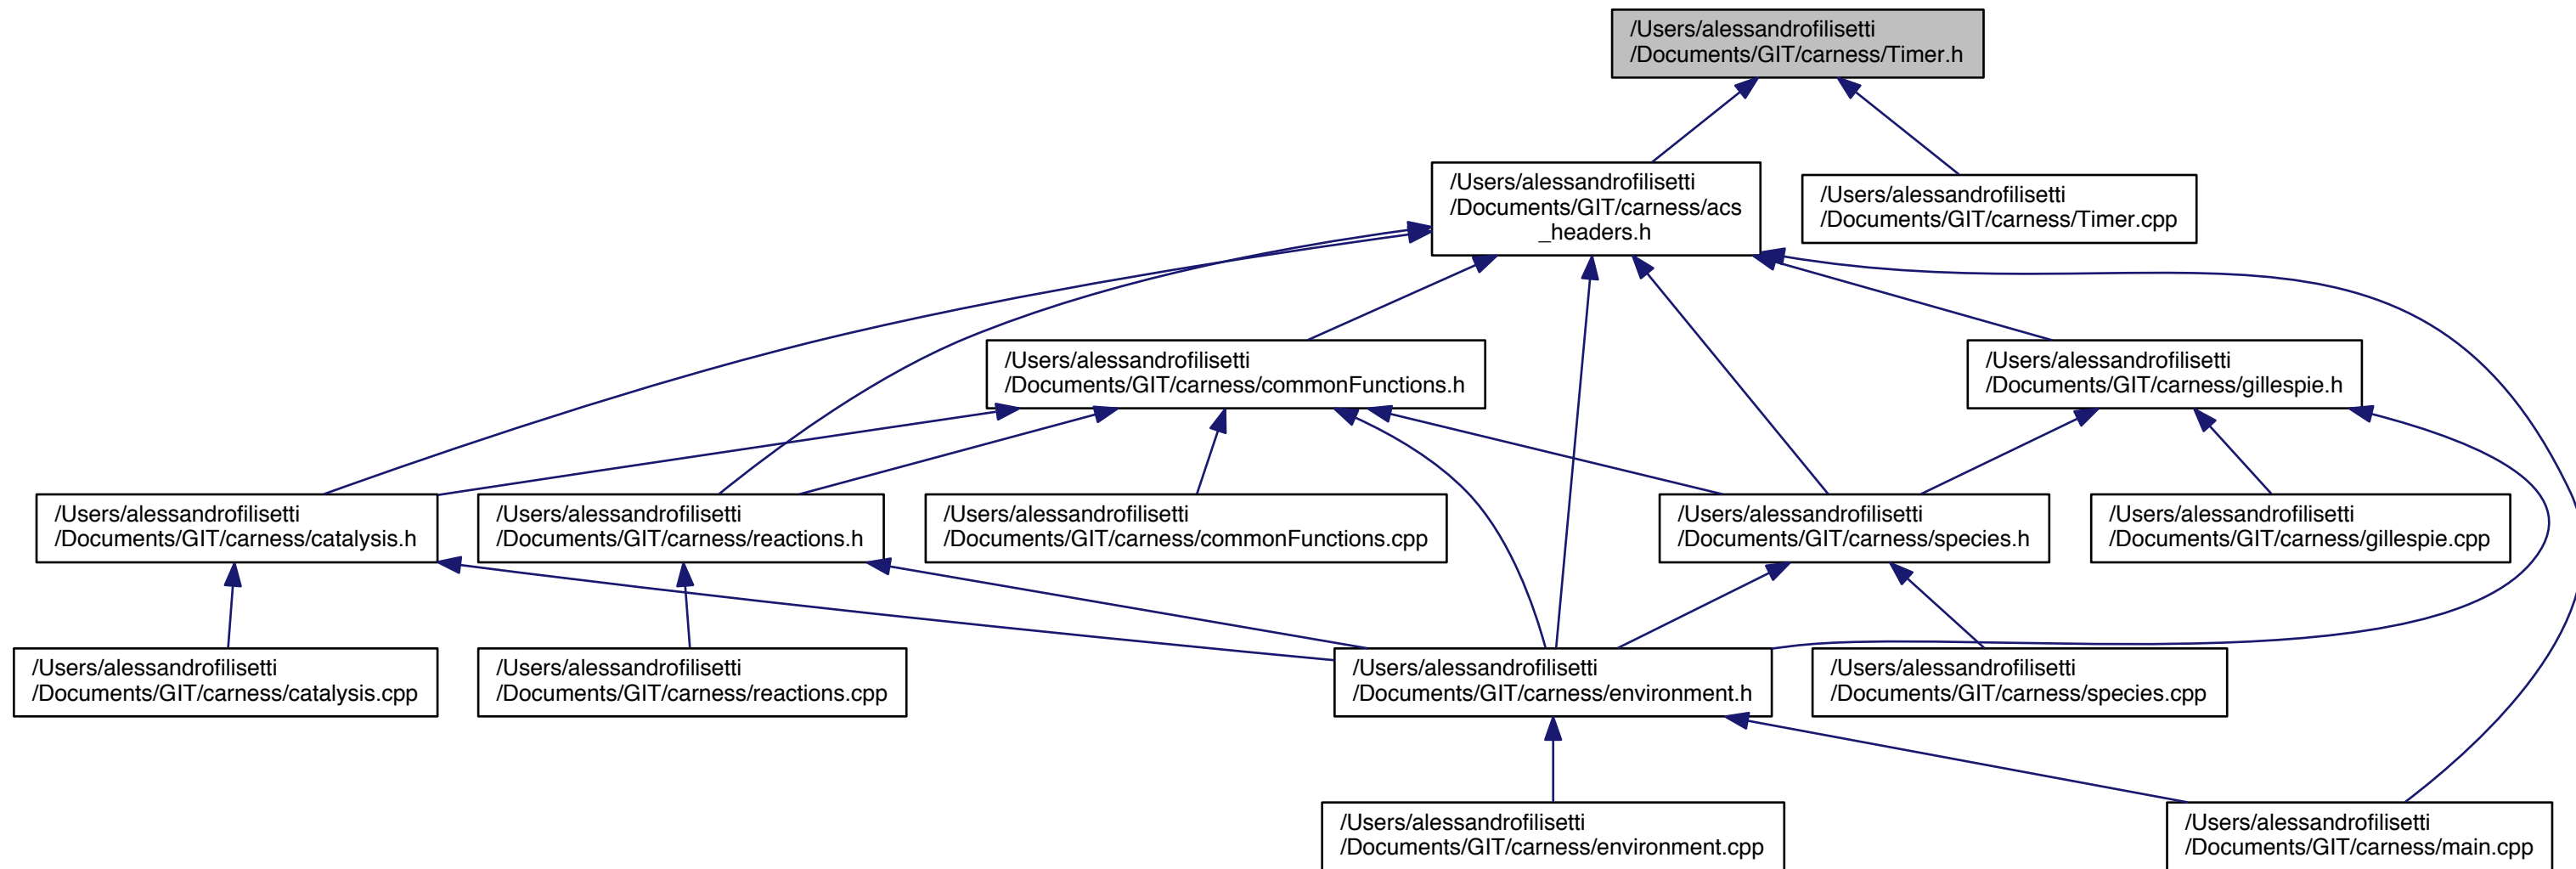 /Users/alessandrofilisetti
/Documents/GIT/carness/Timer.h
/Users/alessandrofilisetti
/Documents/GIT/carness/acs
_headers.h
/Users/alessandrofilisetti
/Documents/GIT/carness/Timer.cpp
/Users/alessandrofilisetti
/Documents/GIT/carness/commonFunctions.h
/Users/alessandrofilisetti
/Documents/GIT/carness/gillespie.h
/Users/alessandrofilisetti
/Documents/GIT/carness/catalysis.h
/Users/alessandrofilisetti
/Documents/GIT/carness/reactions.h
/Users/alessandrofilisetti
/Documents/GIT/carness/commonFunctions.cpp
/Users/alessandrofilisetti
/Documents/GIT/carness/species.h
/Users/alessandrofilisetti
/Documents/GIT/carness/gillespie.cpp
/Users/alessandrofilisetti
/Documents/GIT/carness/catalysis.cpp
/Users/alessandrofilisetti
/Documents/GIT/carness/reactions.cpp
/Users/alessandrofilisetti
/Documents/GIT/carness/environment.h
/Users/alessandrofilisetti
/Documents/GIT/carness/species.cpp
/Users/alessandrofilisetti
/Documents/GIT/carness/environment.cpp
/Users/alessandrofilisetti
/Documents/GIT/carness/main.cpp